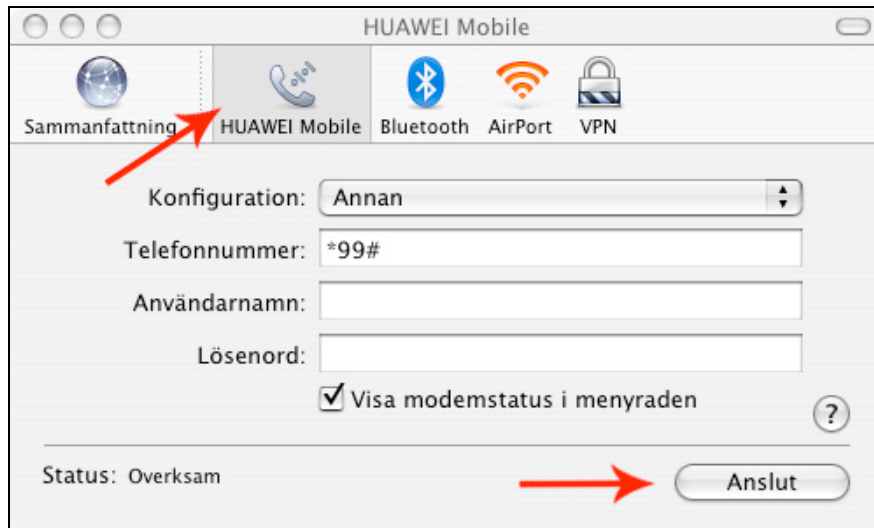 HUAWEI Mobile
Sammanfattning
HUAWEI Mobile
Bluetooth
AirPort
VPN
Konfiguration: Annan
Telefonnummer: *99#
Användarnamn:
Lösenord:
Visa modemstatus i menyraden
?
Status: Overksam
Anslut